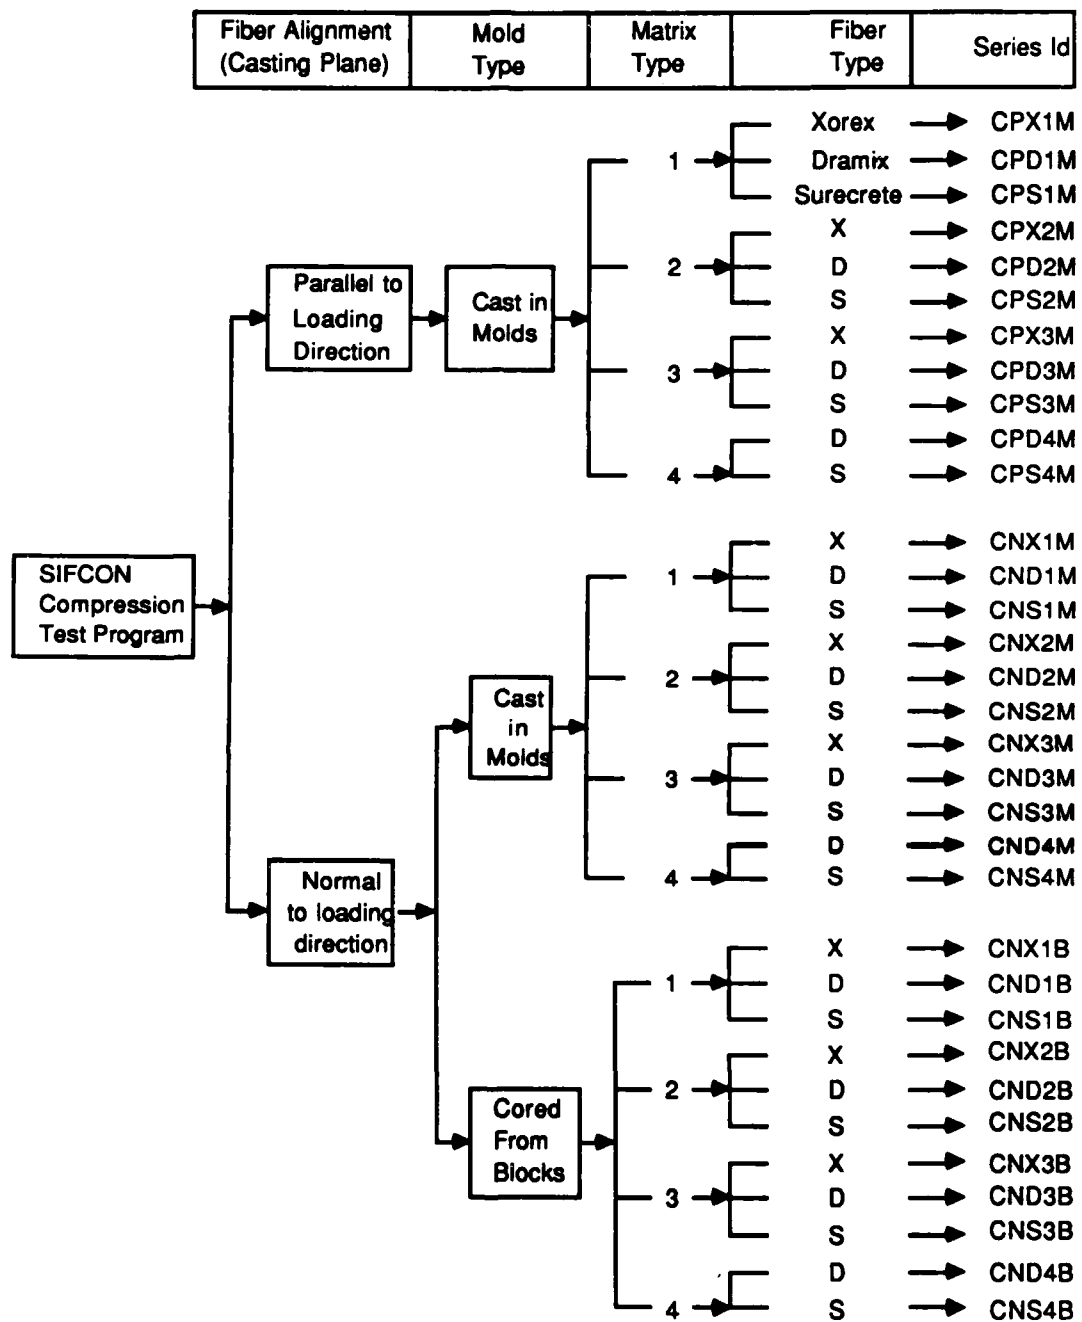 Fiber Alignment Mold Matrix Fiber Series Id
(Casting Plane) Type Type Type
Xorex CPX1M
1 Dramix CPD1M
Surecrete CPS1M
X CPX2M
2 D CPD2M
S CPS2M
Parallel to
Loading
Direction
Cast in
Molds
X CPX3M
3 D CPD3M
S CPS3M
D CPD4M
4 S CPS4M
SIFCON
Compression
Test Program
X CNX1M
1 D CND1M
S CNS1M
X CNX2M
2 D CND2M
S CNS2M
Cast
in
Molds
X CNX3M
3 D CND3M
S CNS3M
D CND4M
4 S CNS4M
Normal
to loading
direction
X CNX1B
1 D CND1B
S CNS1B
X CNX2B
2 D CND2B
S CNS2B
Cored
From
Blocks
X CNX3B
3 D CND3B
S CNS3B
D CND4B
4 S CNS4B